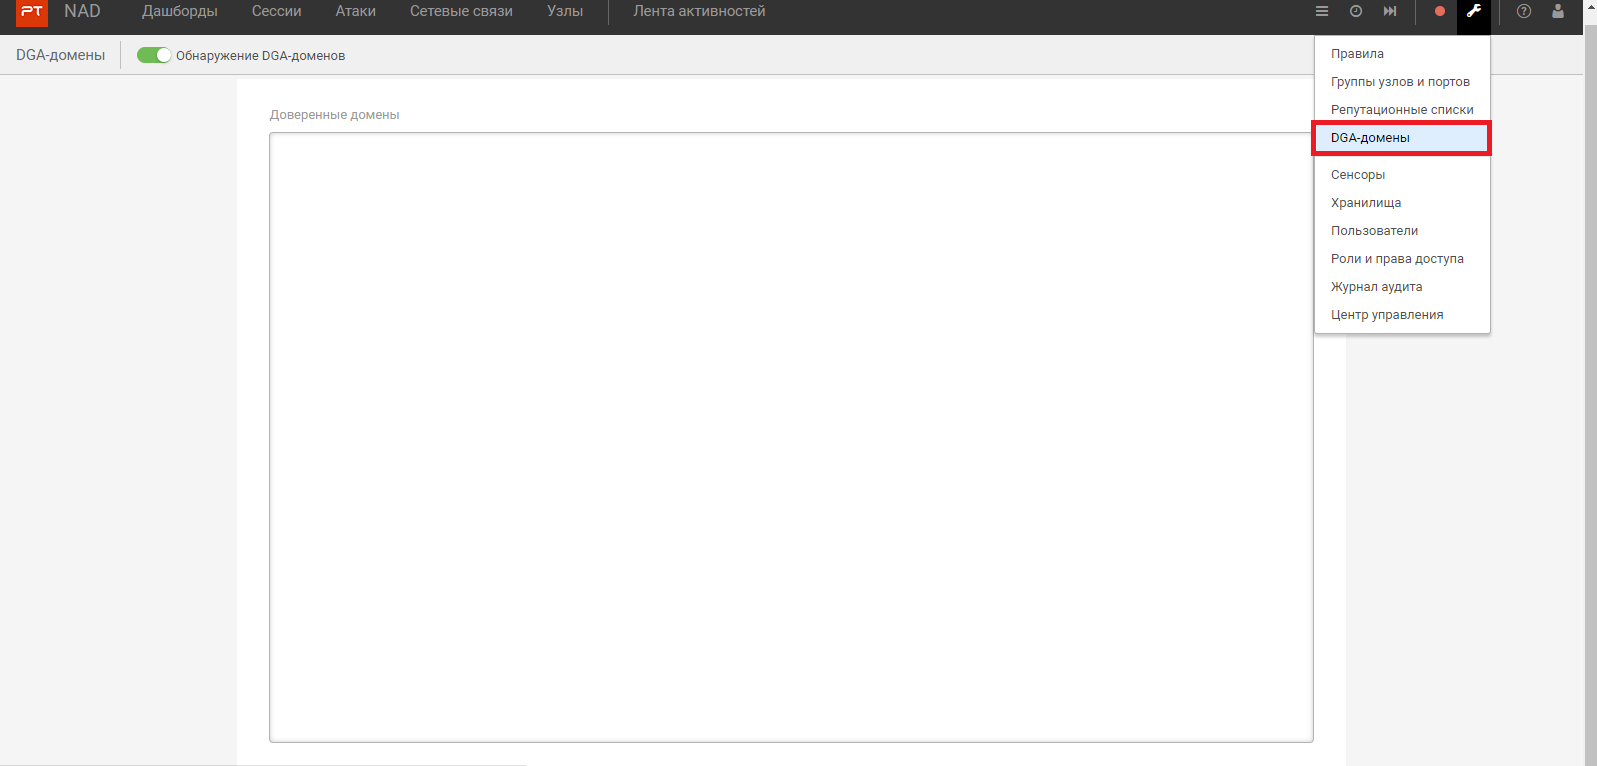 PT NAD Дашборды Сессии Атаки Сетевые связи Узлы Лента активностей
DGA-домены Обнаружение DGA-доменов
Доверенные домены
Правила
Группы узлов и портов
Репутационные списки
DGA-домены
Сенсоры
Хранилища
Пользователи
Роли и права доступа
Журнал аудита
Центр управления